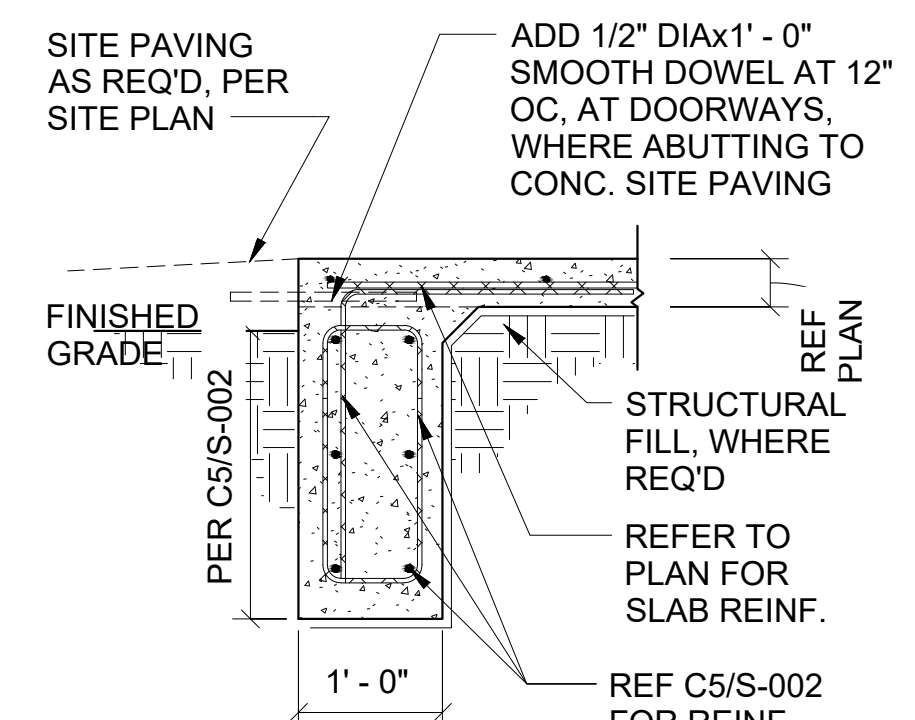 SITE PAVING
AS REQ'D, PER
SITE PLAN
ADD 1/2" DIAx1' - 0"
SMOOTH DOWEL AT 12"
OC, AT DOORWAYS,
WHERE ABUTTING TO
CONC. SITE PAVING
FINISHED
GRADE
REF
PLAN
PER C5/S-002
STRUCTURAL
FILL, WHERE
REQ'D
REFER TO
PLAN FOR
SLAB REINF.
1' - 0"
REF C5/S-002
FOR REINF